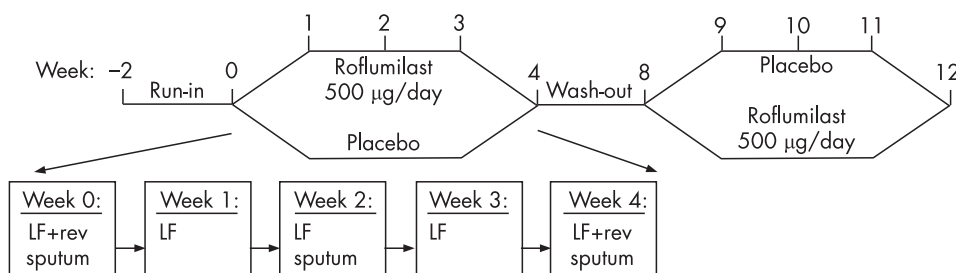 1 2 3 9 10 11
Week: −2 Run-in 0 Roflumilast 4 Wash-out 8 Placebo 12
500 μg/day
Placebo Roflumilast
500 μg/day
Week 0: Week 1: Week 2: Week 3: Week 4:
LF+rev LF LF LF LF+rev
sputum sputum sputum